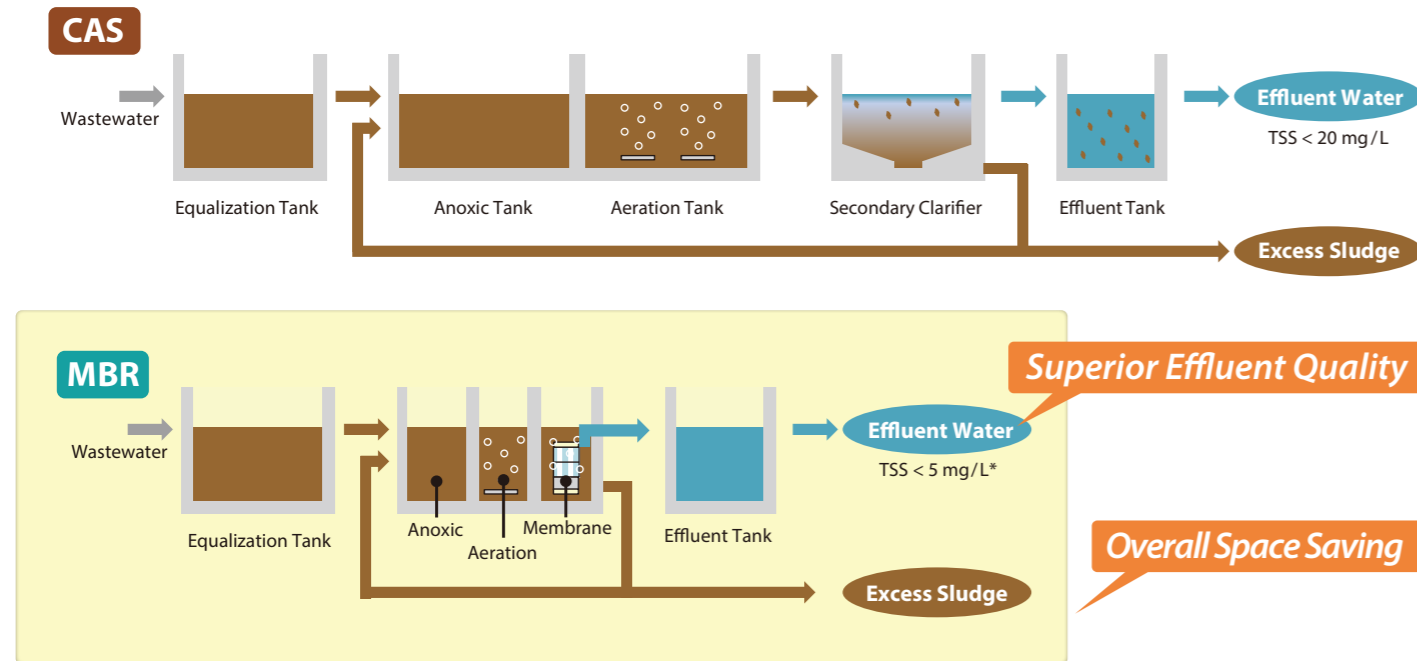 CAS
Wastewater
Equalization Tank
Anoxic Tank
Aeration Tank
Secondary Clarifier
Effluent Tank
Effluent Water
TSS < 20 mg/L
Excess Sludge
MBR
Wastewater
Equalization Tank
Anoxic
Aeration
Membrane
Effluent Tank
Effluent Water
TSS < 5 mg/L*
Excess Sludge
Superior Effluent Quality
Overall Space Saving